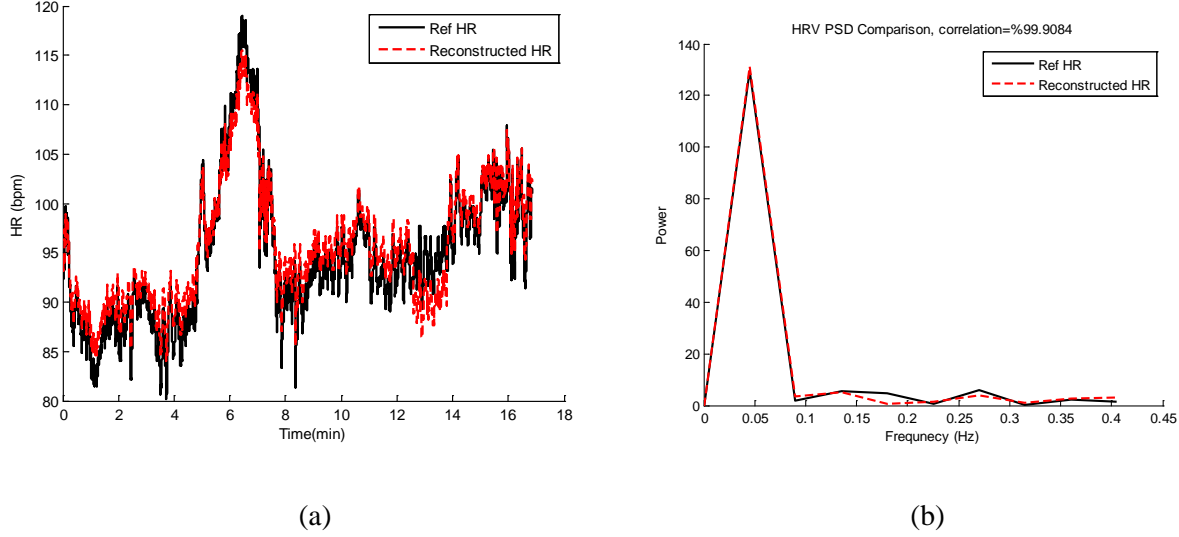 Ref HR
Reconstructed HR
HR (bpm)
120
115
110
105
100
95
90
85
80
0 2 4 6 8 10 12 14 16 18
Time(min)
(a)
HRV PSD Comparison, correlation=%99.9084
Ref HR
Reconstructed HR
Power
140
120
100
80
60
40
20
0
0 0.05 0.1 0.15 0.2 0.25 0.3 0.35 0.4 0.45
Frequnecy (Hz)
(b)